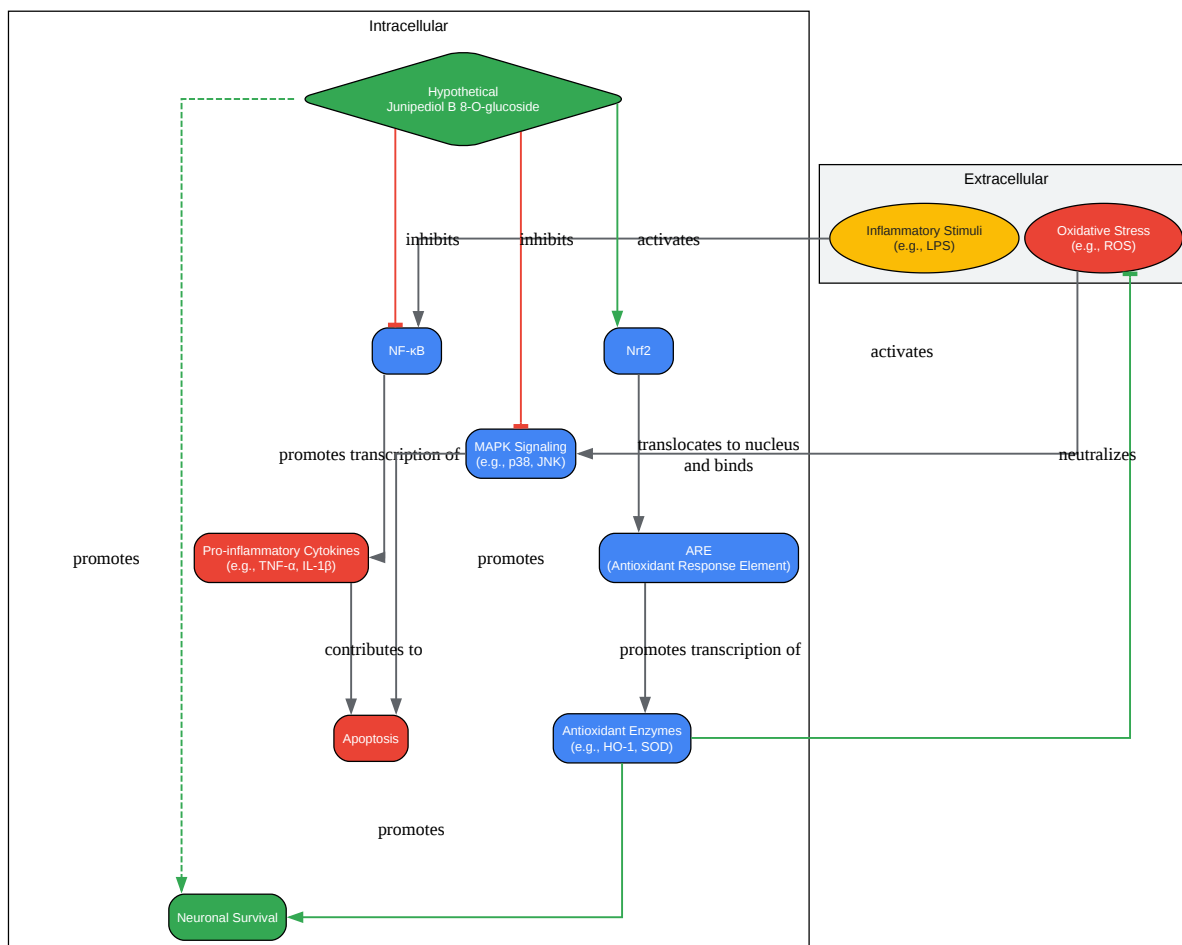 Intracellular
Hypothetical
Junipediol B 8-O-glucoside
Extracellular
Inflammatory Stimuli
(e.g., LPS)
Oxidative Stress
(e.g., ROS)
inhibits
inhibits
activates
NF-κB
Nrf2
activates
promotes transcription of
MAPK Signaling
(e.g., p38, JNK)
translocates to nucleus
and binds
neutralizes
promotes
Pro-inflammatory Cytokines
(e.g., TNF-α, IL-1β)
promotes
ARE
(Antioxidant Response Element)
contributes to
promotes transcription of
Apoptosis
Antioxidant Enzymes
(e.g., HO-1, SOD)
promotes
Neuronal Survival